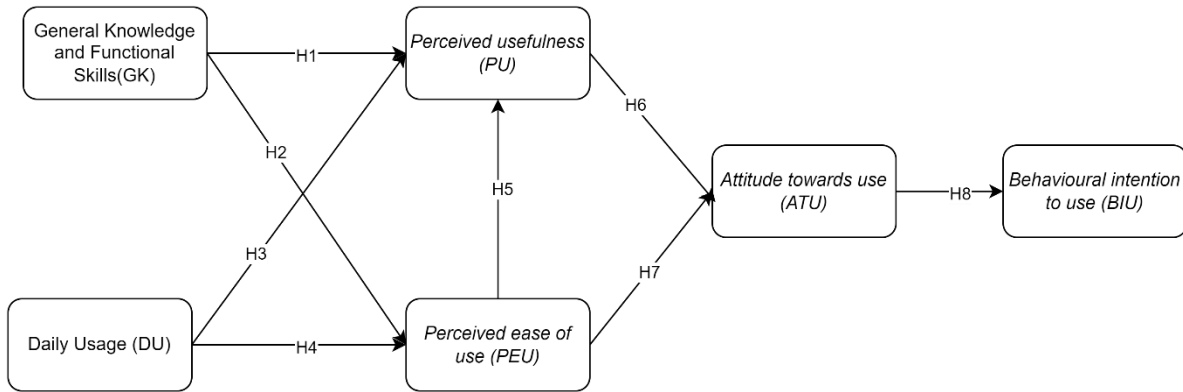 General Knowledge
and Functional
Skills(GK)
H1
Perceived usefulness
(PU)
H6
H2
H5
Attitude towards use
(ATU)
H8
Behavioural intention
to use (BIU)
H3
H7
Daily Usage (DU)
H4
Perceived ease of
use (PEU)